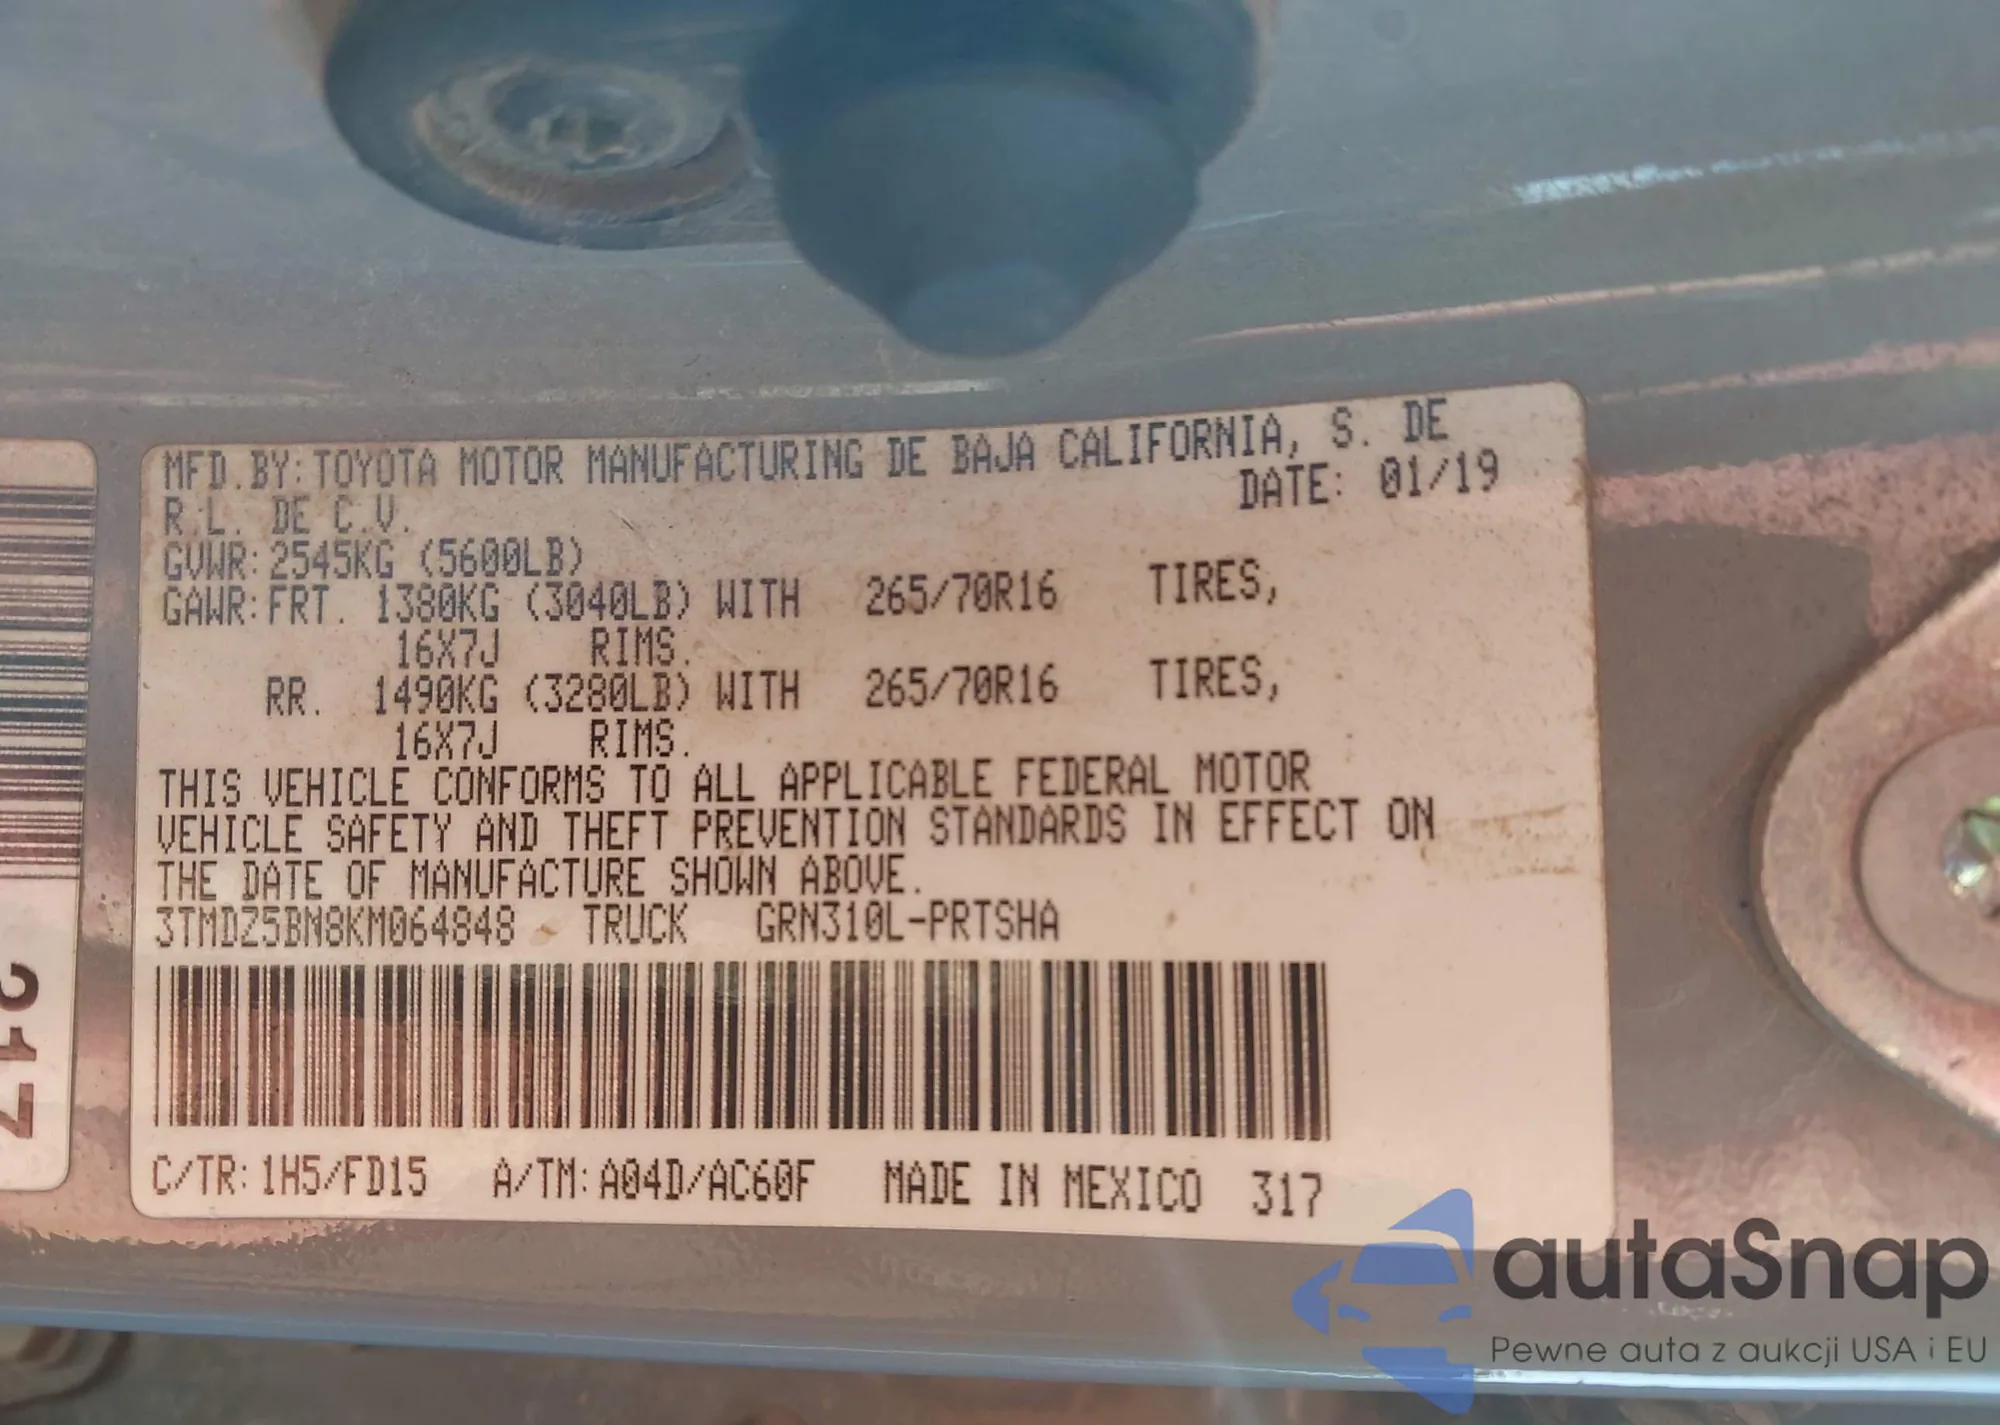 MFD.BY:TOYOTA MOTOR MANUFACTURING DE BAJA CALIFORNIA, S. DE
R.L. DE C.V. DATE: 01/19
GVWR:2545KG (5600LB)
GAWR:FRT. 1380KG (3040LB) WITH 265/70R16 TIRES,
16X7J RIMS.
RR. 1490KG (3280LB) WITH 265/70R16 TIRES,
16X7J RIMS.
THIS VEHICLE CONFORMS TO ALL APPLICABLE FEDERAL MOTOR
VEHICLE SAFETY AND THEFT PREVENTION STANDARDS IN EFFECT ON
THE DATE OF MANUFACTURE SHOWN ABOVE.
3TMDZ5BN8KM064848 TRUCK GRN310L-PRTSHA
C/TR:1H5/FD15 A/TM:A04D/AC60F MADE IN MEXICO 317
217
autaSnap
Pewne auta z aukcji USA i EU